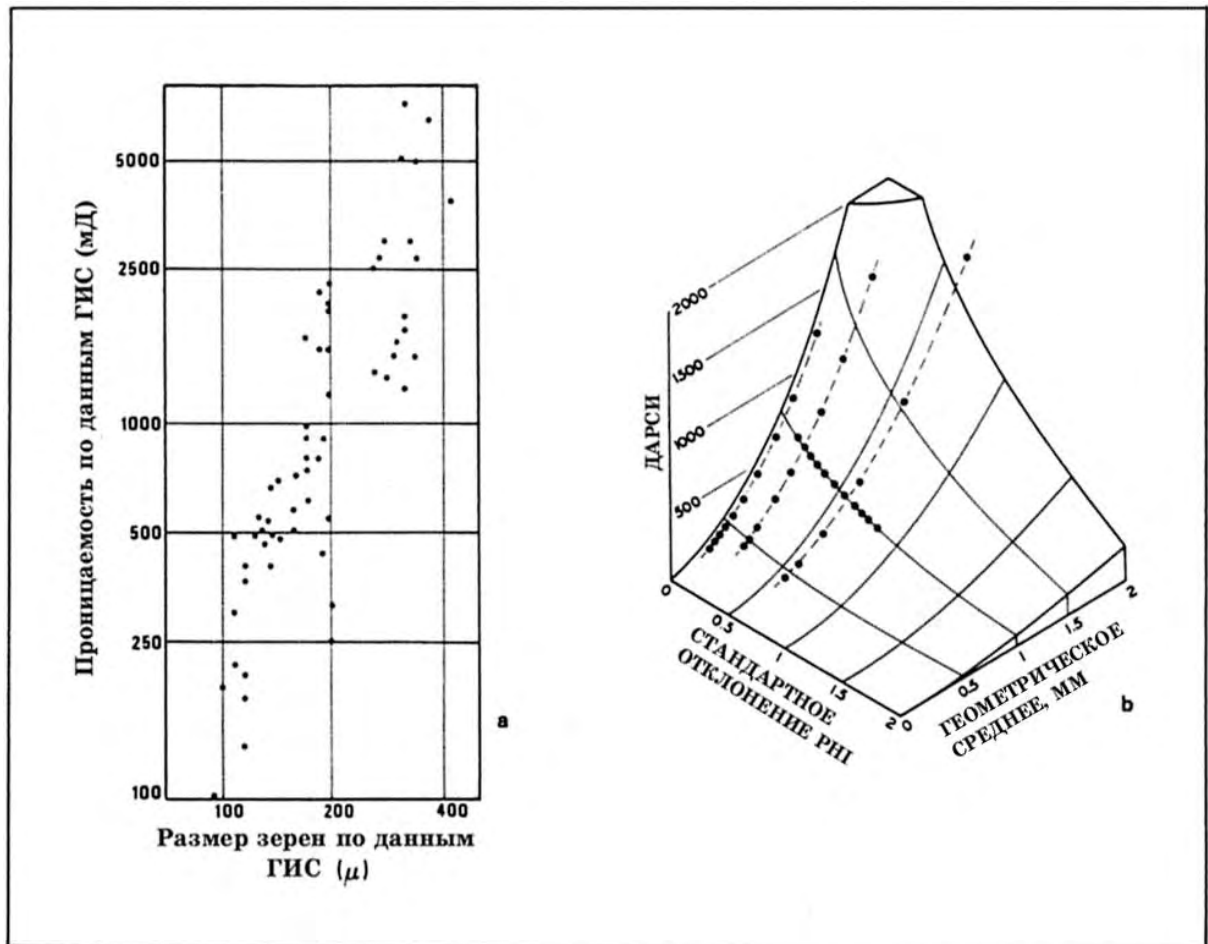 Проницаемость по данным ГИС (мД)
5000
2500
1000
500
250
100
100 200 400
Размер зерен по данным
ГИС (μ)
a
ДАРСИ
2000
1500
1000
500
0
0.5
1
1.5
2
СТАНДАРТНОЕ
ОТКЛОНЕНИЕ PHI
0
0.5
1
1.5
2
ГЕОМЕТРИЧЕСКОЕ
СРЕДНЕЕ, ММ
b